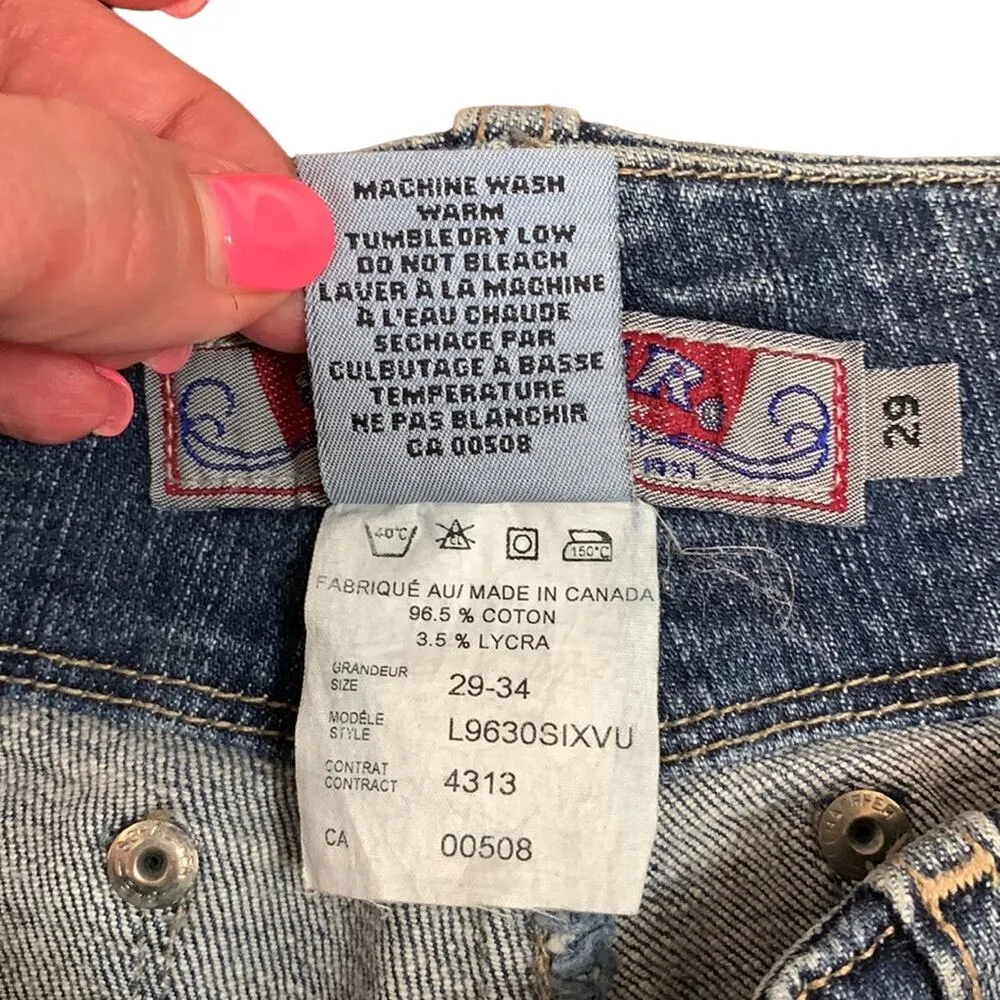 MACHINE WASH
WARM
TUMBLE DRY LOW
DO NOT BLEACH
LAVER À LA MACHINE
À L'EAU CHAUDE
SECHAGE PAR
CULBUTAGE À BASSE
TEMPERATURE
NE PAS BLANCHIR
CA 00508
29
40°C
CL
150°C
FABRIQUÉ AU/ MADE IN CANADA
96.5 % COTON
3.5 % LYCRA
GRANDEUR
SIZE 29-34
MODÈLE
STYLE L9630SIXVU
CONTRAT
CONTRACT 4313
CA 00508